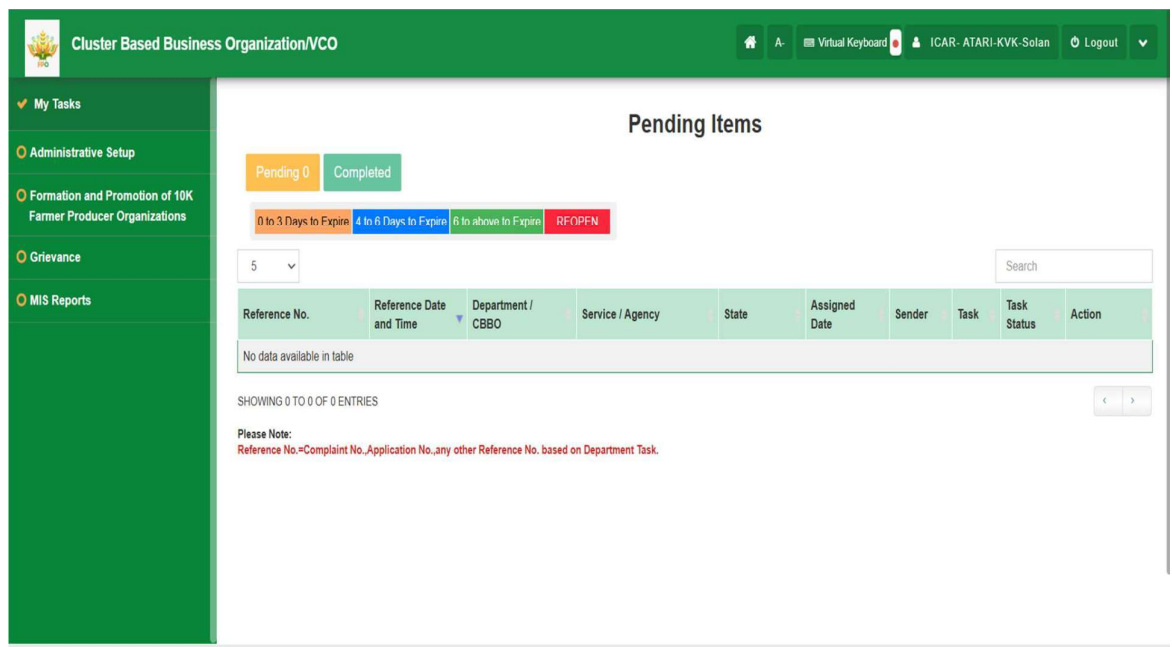 Cluster Based Business Organization/VCO
A-
Virtual Keyboard
ICAR- ATARI-KVK-Solan
Logout
FPO
My Tasks
Administrative Setup
Formation and Promotion of 10K
Farmer Producer Organizations
Grievance
MIS Reports
Pending Items
Pending 0
Completed
0 to 3 Days to Expire
4 to 6 Days to Expire
6 to above to Expire
REOPEN
5
Search
Reference No.
Reference Date
and Time
Department /
CBBO
Service / Agency
State
Assigned
Date
Sender
Task
Task
Status
Action
No data available in table
SHOWING 0 TO 0 OF 0 ENTRIES
Please Note:
Reference No.=Complaint No.,Application No.,any other Reference No. based on Department Task.